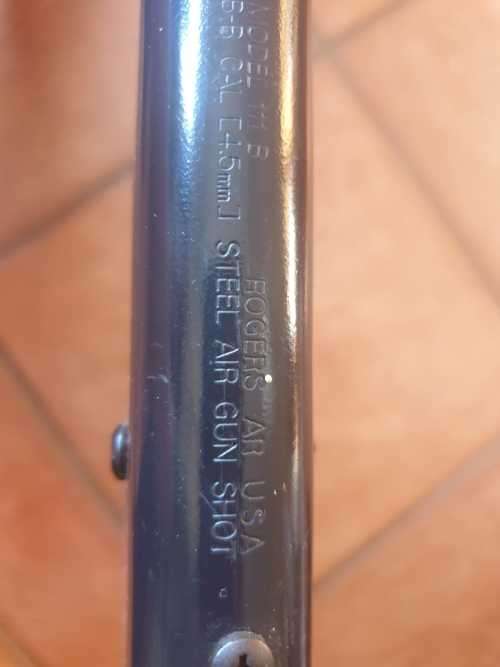 MODEL 111 B ROGERS AR USA
B-B CAL [4.5mm] STEEL AIR GUN SHOT.